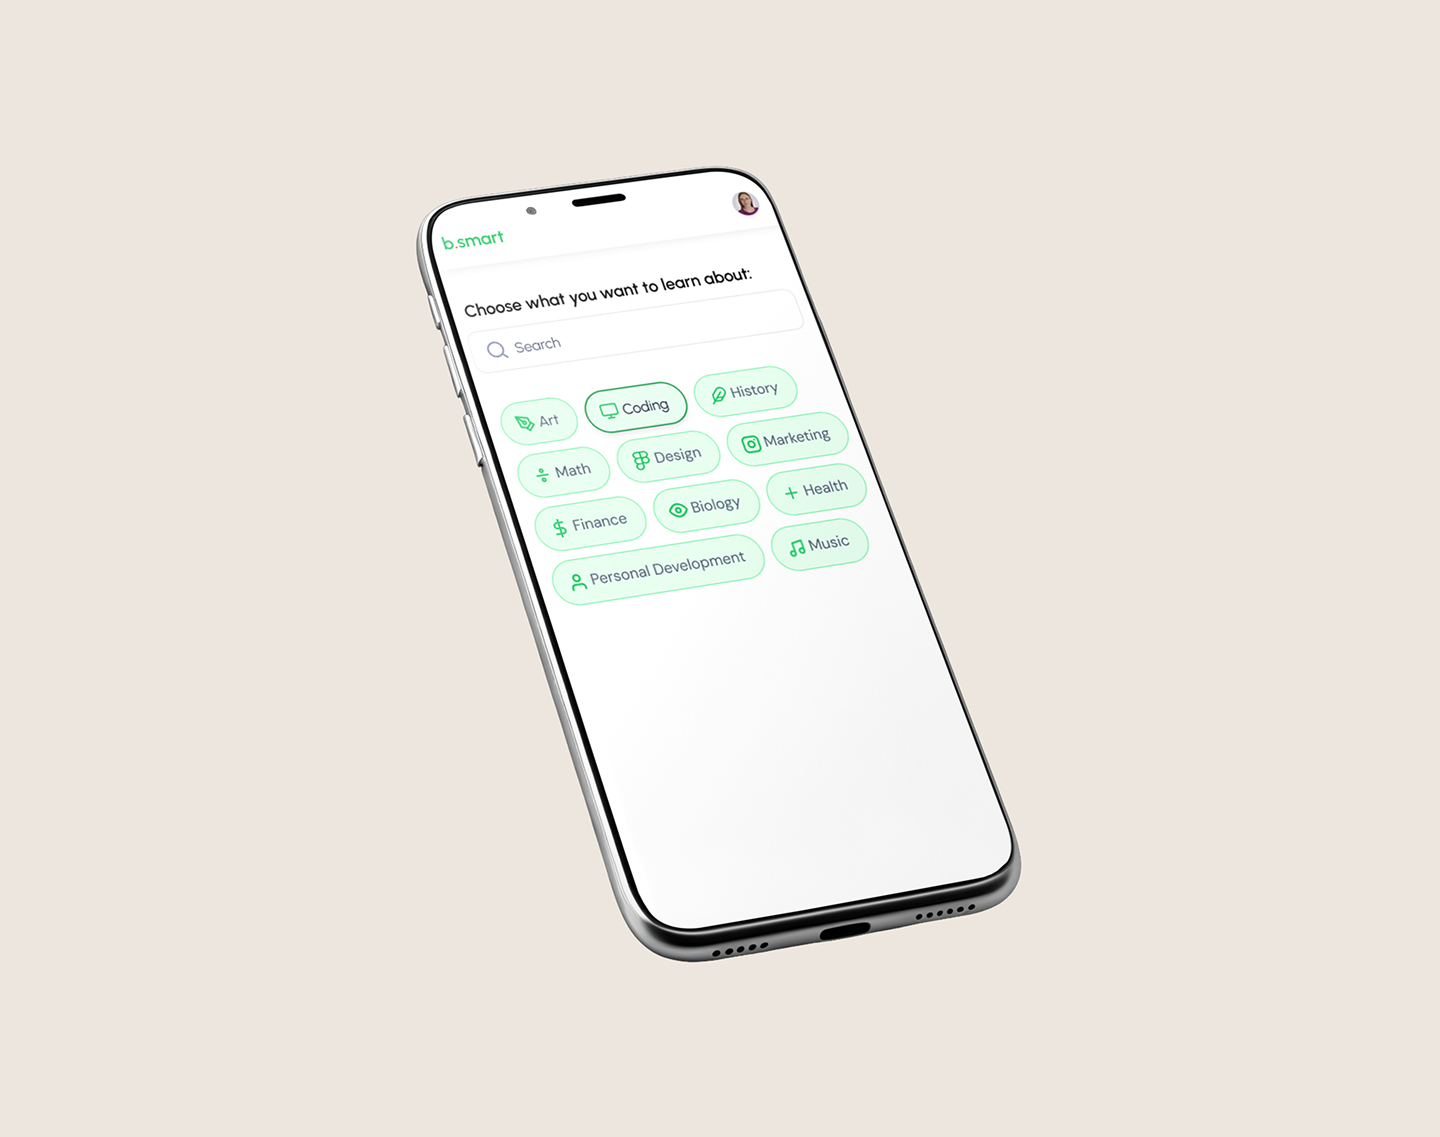 b.smart
Choose what you want to learn about:
Search
Art
Coding
History
Math
Design
Marketing
Finance
Biology
Health
Personal Development
Music